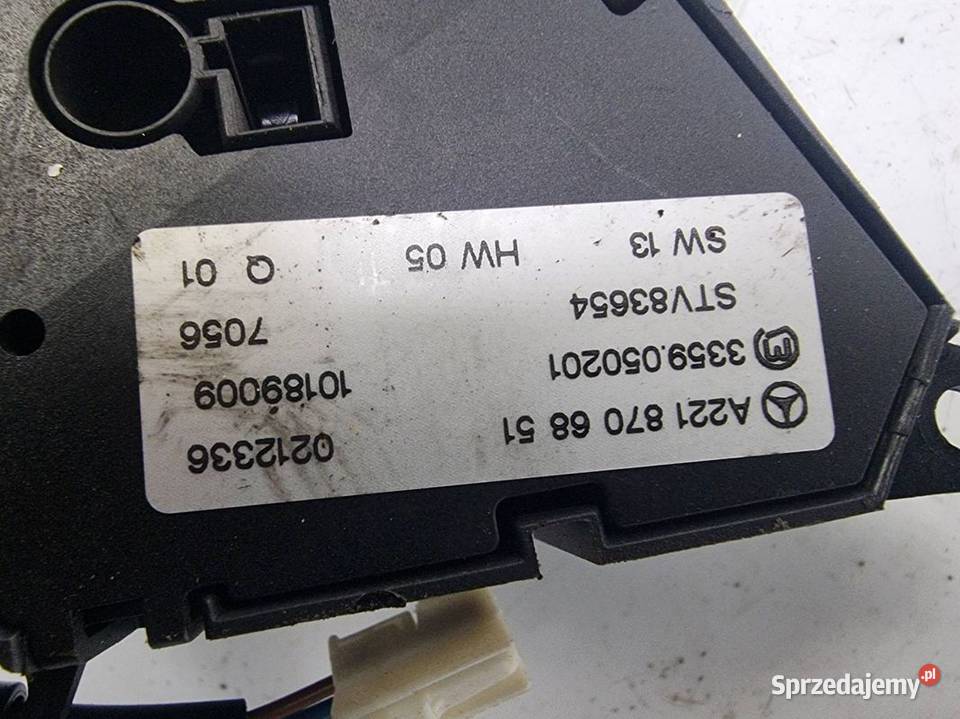 A221 870 68 51 0212336
3359.050201 10189009
STV83654 7056
SW 13 HW 05 Q 01
Sprzedajemy .pl